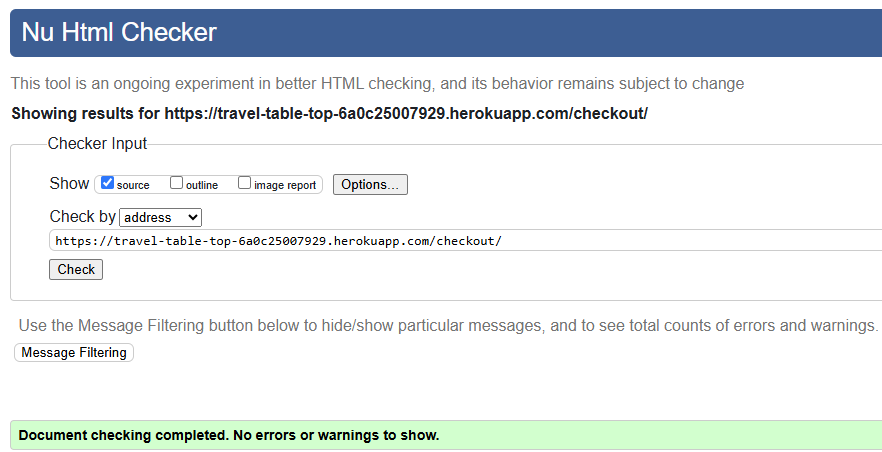 Nu Html Checker
This tool is an ongoing experiment in better HTML checking, and its behavior remains subject to change
Showing results for https://travel-table-top-6a0c25007929.herokuapp.com/checkout/
Checker Input
Show source outline image report Options...
Check by address
https://travel-table-top-6a0c25007929.herokuapp.com/checkout/
Check
Use the Message Filtering button below to hide/show particular messages, and to see total counts of errors and warnings.
Message Filtering
Document checking completed. No errors or warnings to show.